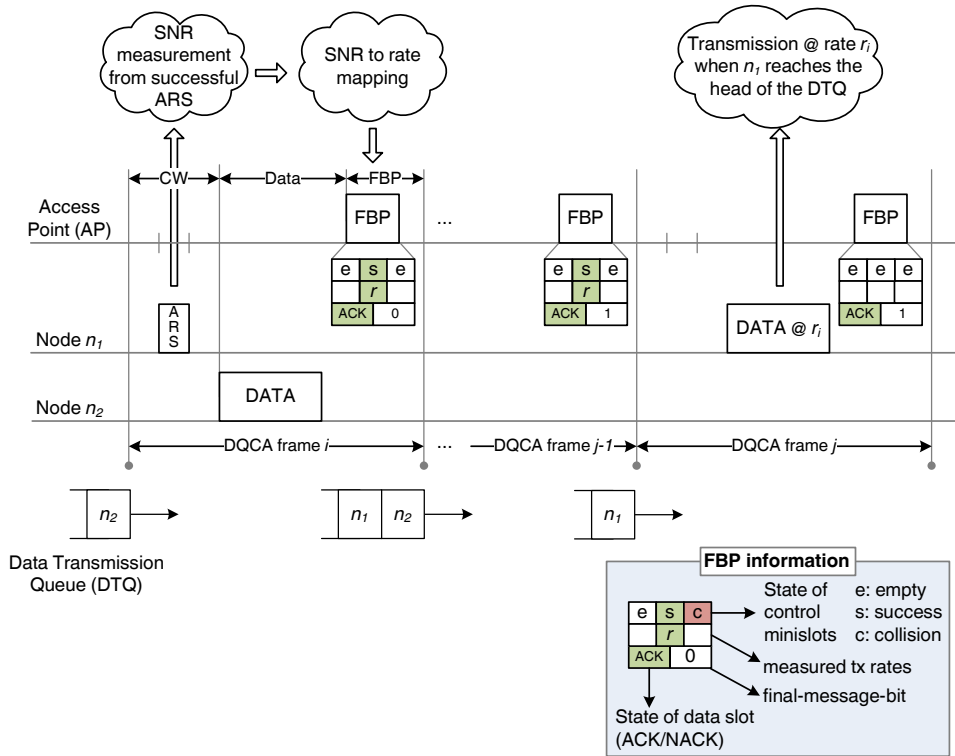 SNR
measurement
from successful
ARS
SNR to rate
mapping
Transmission @ rate ri
when n1 reaches the
head of the DTQ
CW
Data
FBP
Access
Point (AP)
FBP
...
FBP
FBP
e s e
r
ACK 0
e s e
r
ACK 1
e e e
ACK 1
A
R
S
DATA @ ri
Node n1
DATA
Node n2
DQCA frame i
...
DQCA frame j-1
DQCA frame j
n2
n1 n2
n1
Data Transmission
Queue (DTQ)
FBP information
e s c
r
ACK 0
State of
control
minislots
e: empty
s: success
c: collision
measured tx rates
final-message-bit
State of data slot
(ACK/NACK)